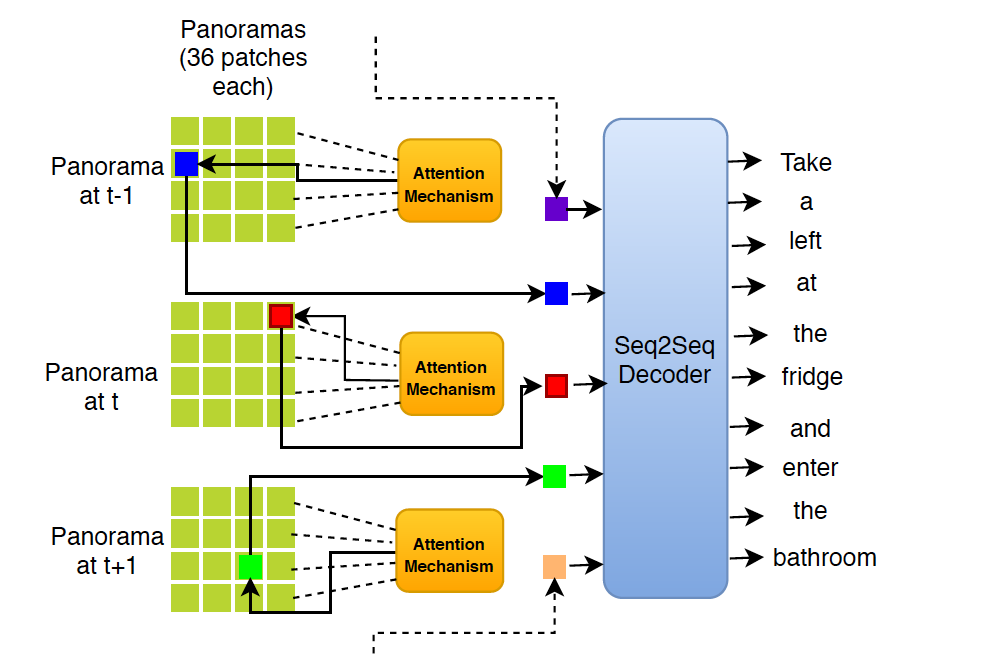 Panoramas
(36 patches
each)
Panorama
at t-1
Attention
Mechanism
Panorama
at t
Attention
Mechanism
Panorama
at t+1
Attention
Mechanism
Seq2Seq
Decoder
Take
a
left
at
the
fridge
and
enter
the
bathroom